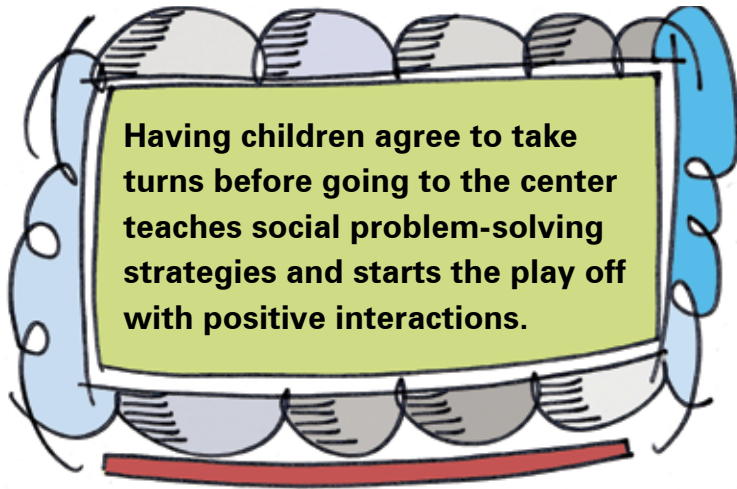 Having children agree to take
turns before going to the center
teaches social problem-solving
strategies and starts the play off
with positive interactions.